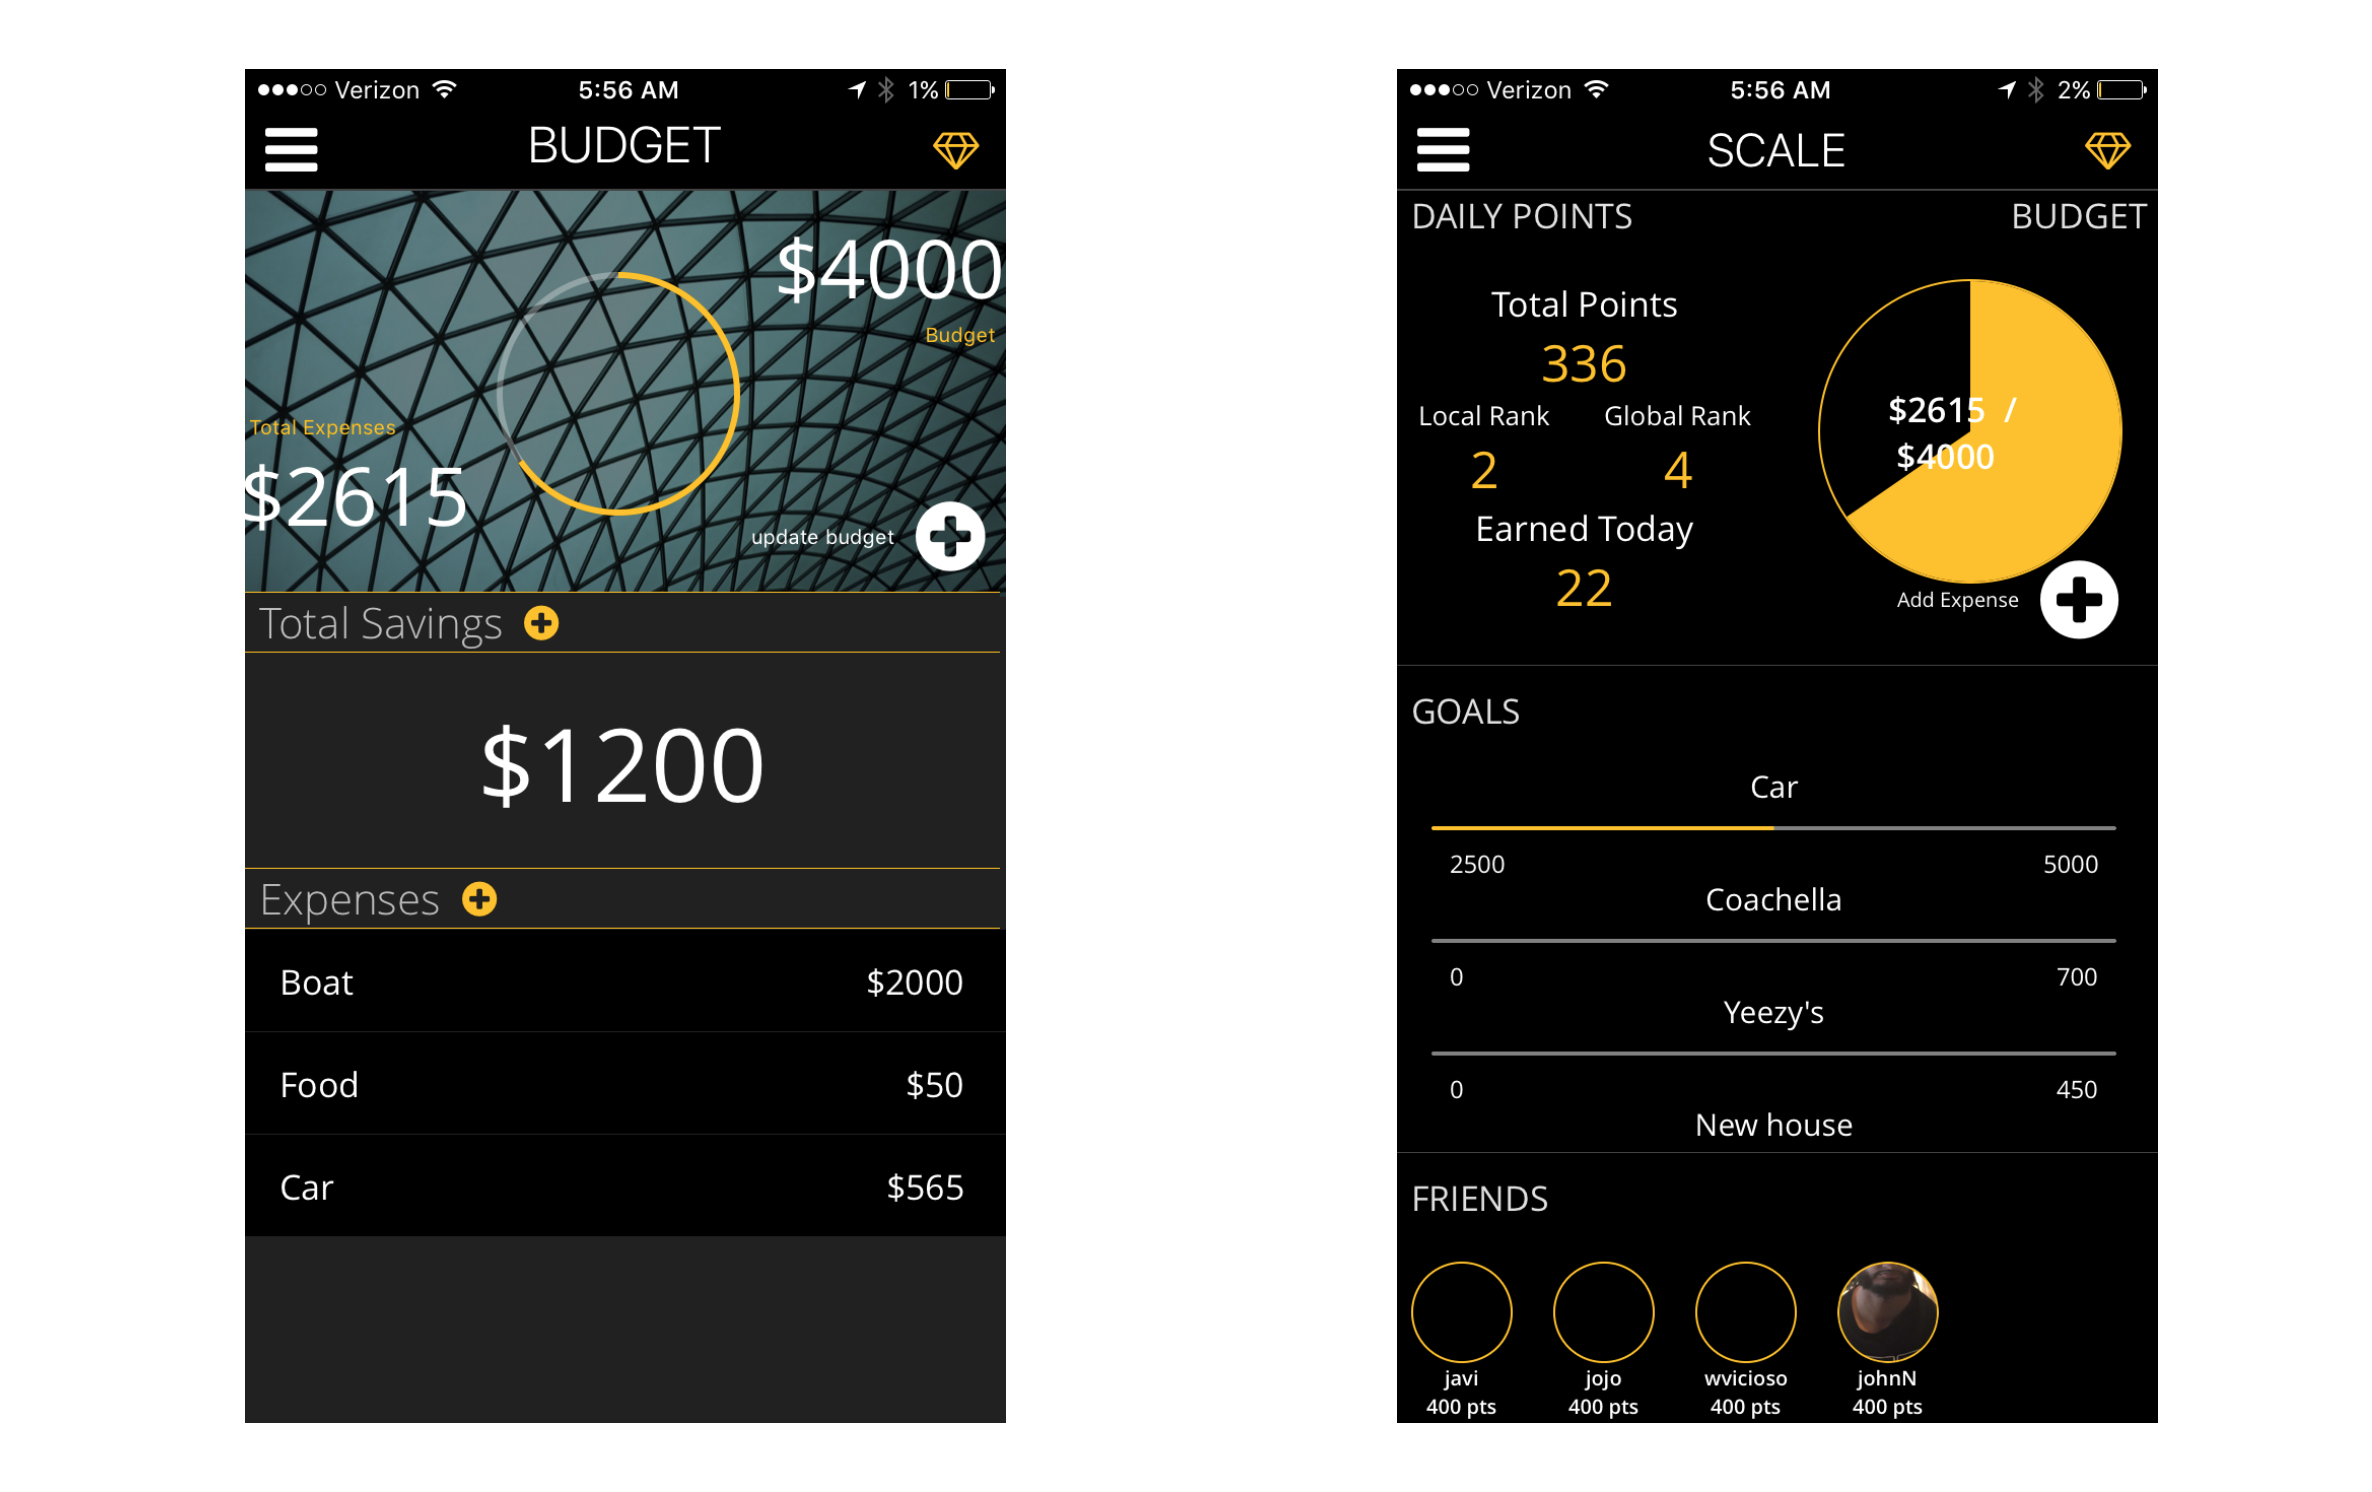 Verizon 5:56 AM 1%
BUDGET
$4000
Budget
Total Expenses
$2615
update budget
Total Savings
$1200
Expenses
Boat $2000
Food $50
Car $565
Verizon 5:56 AM 2%
SCALE
DAILY POINTS BUDGET
Total Points
336
Local Rank Global Rank
2 4
Earned Today
22
$2615 /
$4000
Add Expense
GOALS
Car
2500 5000
Coachella
0 700
Yeezy's
0 450
New house
FRIENDS
javi jojo wvicioso johnN
400 pts 400 pts 400 pts 400 pts